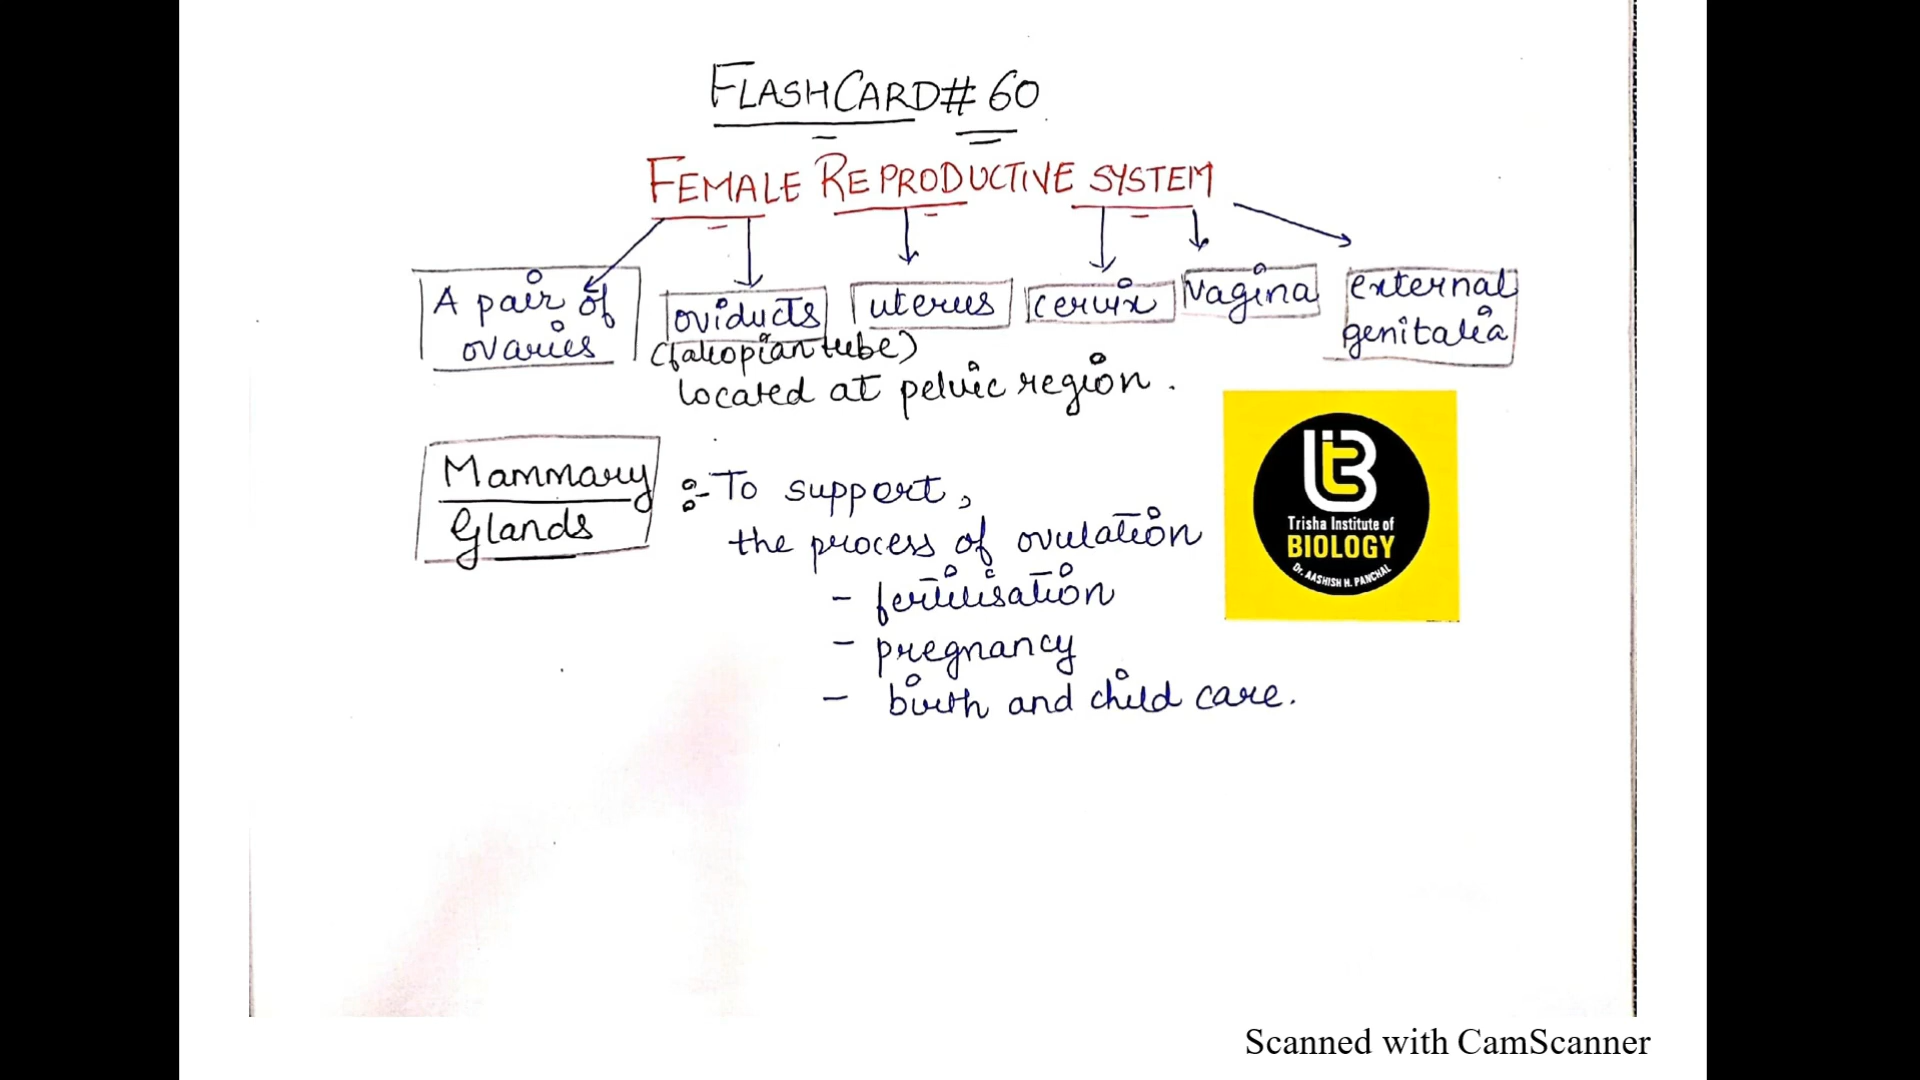 FLASHCARD# 60
FEMALE REPRODUCTIVE SYSTEM
A pair of ovaries
oviducts
(fallopian tube)
uterus
cervix
vagina
external genitalia
located at pelvic region.
Mammary Glands
:- To support,
the process of ovulation
- fertilisation
- pregnancy
- birth and child care.
Trisha Institute of
BIOLOGY
Dr. AASHISH H. PANCHAL
Scanned with CamScanner